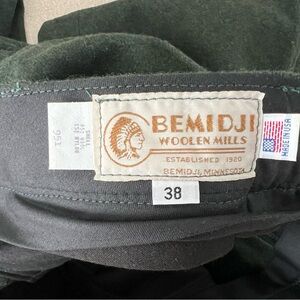 BEMIDJI
WOOLEN MILLS
ESTABLISHED 1920
BEMIDJI, MINNESOTA
38
MADE IN USA